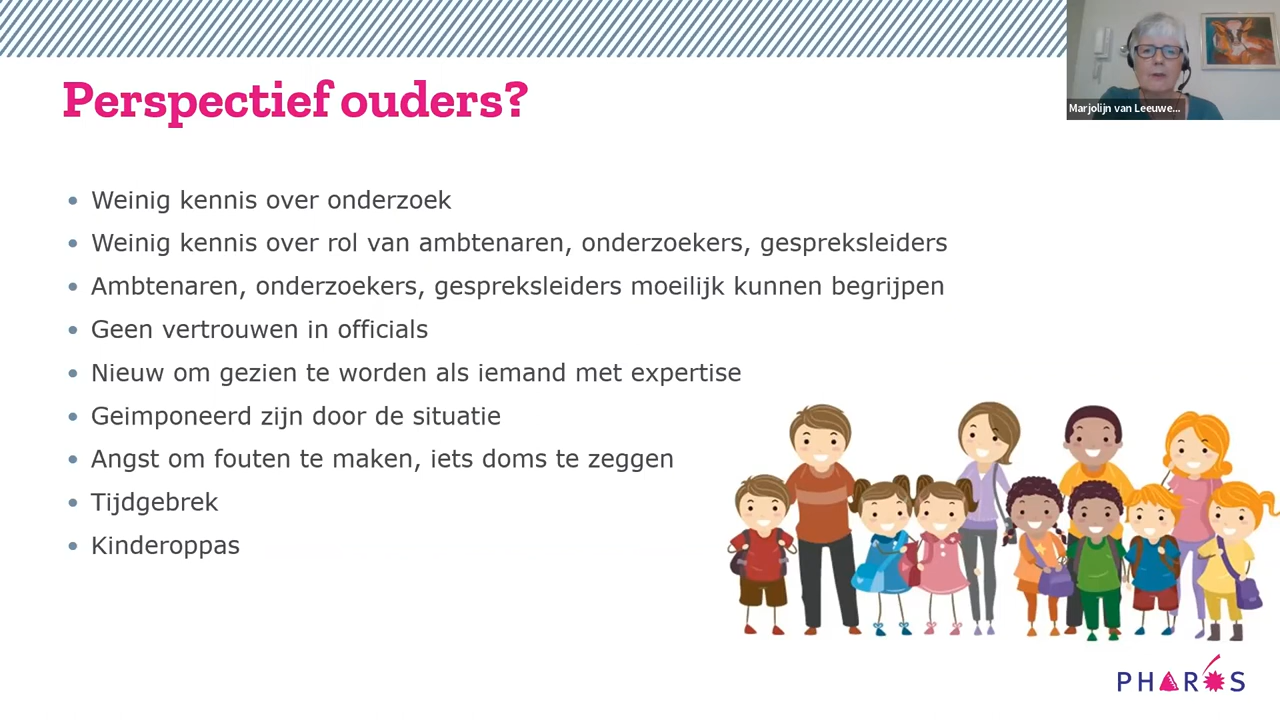 Perspectief ouders?
Marjolijn van Leeuwe...
Weinig kennis over onderzoek
Weinig kennis over rol van ambtenaren, onderzoekers, gespreksleiders
Ambtenaren, onderzoekers, gespreksleiders moeilijk kunnen begrijpen
Geen vertrouwen in officials
Nieuw om gezien te worden als iemand met expertise
Geimponeerd zijn door de situatie
Angst om fouten te maken, iets doms te zeggen
Tijdgebrek
Kinderoppas
PHAROS